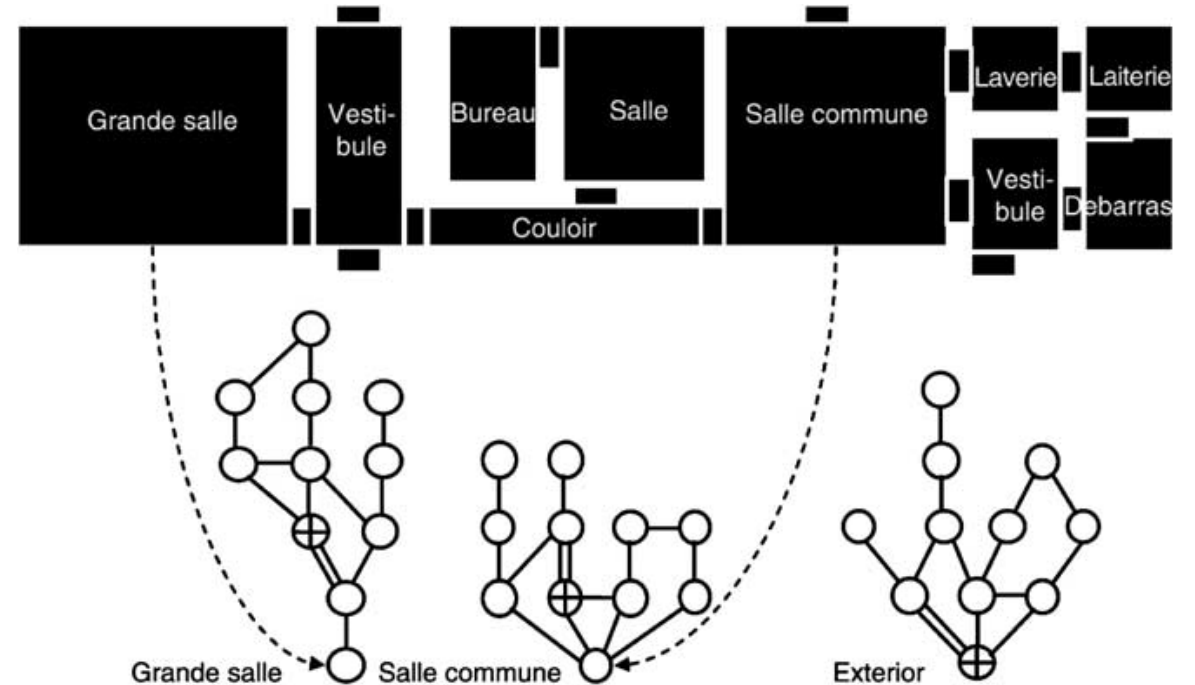 Grande salle
Vesti-
bule
Bureau
Salle
Salle commune
Laverie
Laiterie
Vesti-
bule
Debarras
Couloir
Grande salle
Salle commune
Exterior